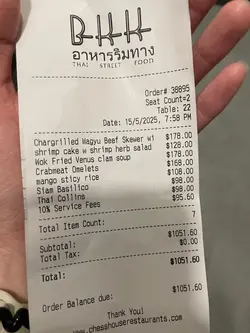 BHH
อาหารริมทาง
THAI STREET FOOD
Order# 38895
Seat Count=2
Table: 22
Date: 15/5/2025, 7:58 PM
Chargrilled Wagyu Beef Skewer wi $178.00
shrimp cake w shrimp herb salad $128.00
Wok Fried Venus clam soup $178.00
Crabmeat Omelets $168.00
mango sticy rice $108.00
Siam Basilico $98.00
Thai Collins $98.00
10% Service Fees $95.60
Total Item Count: 7
Subtotal: $1051.60
Total Tax: $0.00
Total: $1051.60
Order Balance due: $1051.60
Thank You!
www.chesshouserestaurants.com